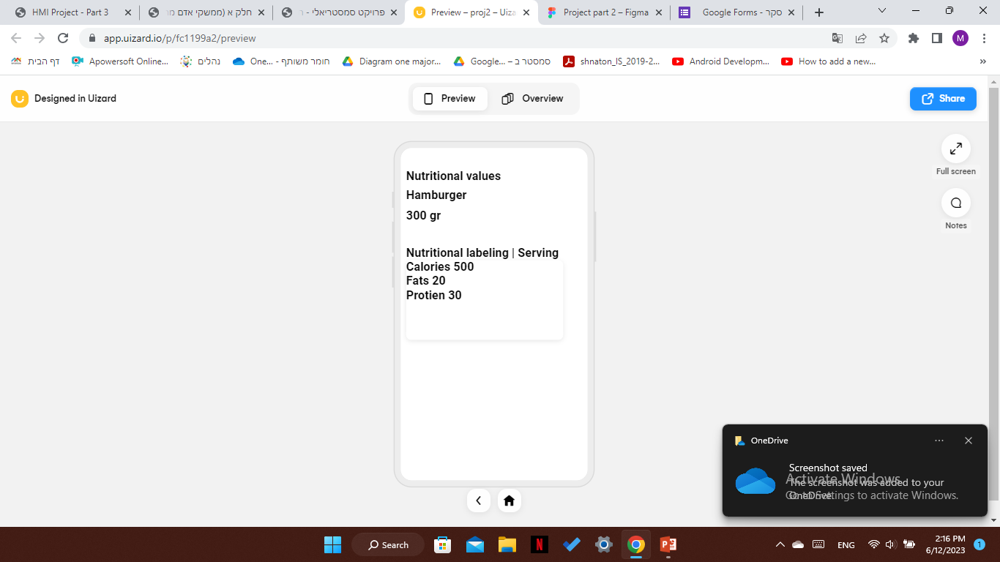 HMI Project - Part 3
חלק א (ממשקי אדם מ
פרויקט סמסטריאלי - ר
Preview – proj2 – Uiza
Project part 2 – Figma
סקר - Google Forms
app.uizard.io/p/fc1199a2/preview
M
דף הבית
Apowersoft Online...
נהלים
חומר משותף - One...
Diagram one major...
סמסטר ב – Google...
shnaton_IS_2019-2...
Android Developm...
How to add a new...
»
Designed in Uizard
Preview
Overview
Share
Full screen
Notes
Nutritional values
Hamburger
300 gr
Nutritional labeling | Serving
Calories 500
Fats 20
Protien 30
OneDrive
Screenshot saved
Activate Windows
The screenshot was added to your
OneDrive.
Go to Settings to activate Windows.
Search
ENG
2:16 PM
6/12/2023
1